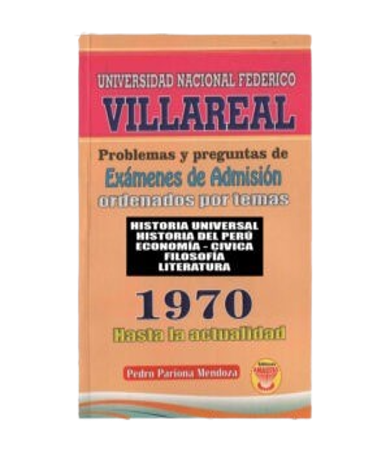 UNIVERSIDAD NACIONAL FEDERICO
VILLAREAL
Problemas y preguntas de
Exámenes de Admisión
ordenados por temas
HISTORIA UNIVERSAL
HISTORIA DEL PERÚ
ECONOMÍA - CÍVICA
FILOSOFÍA
LITERATURA
1970
Hasta la actualidad
Pedro Pariona Mendoza